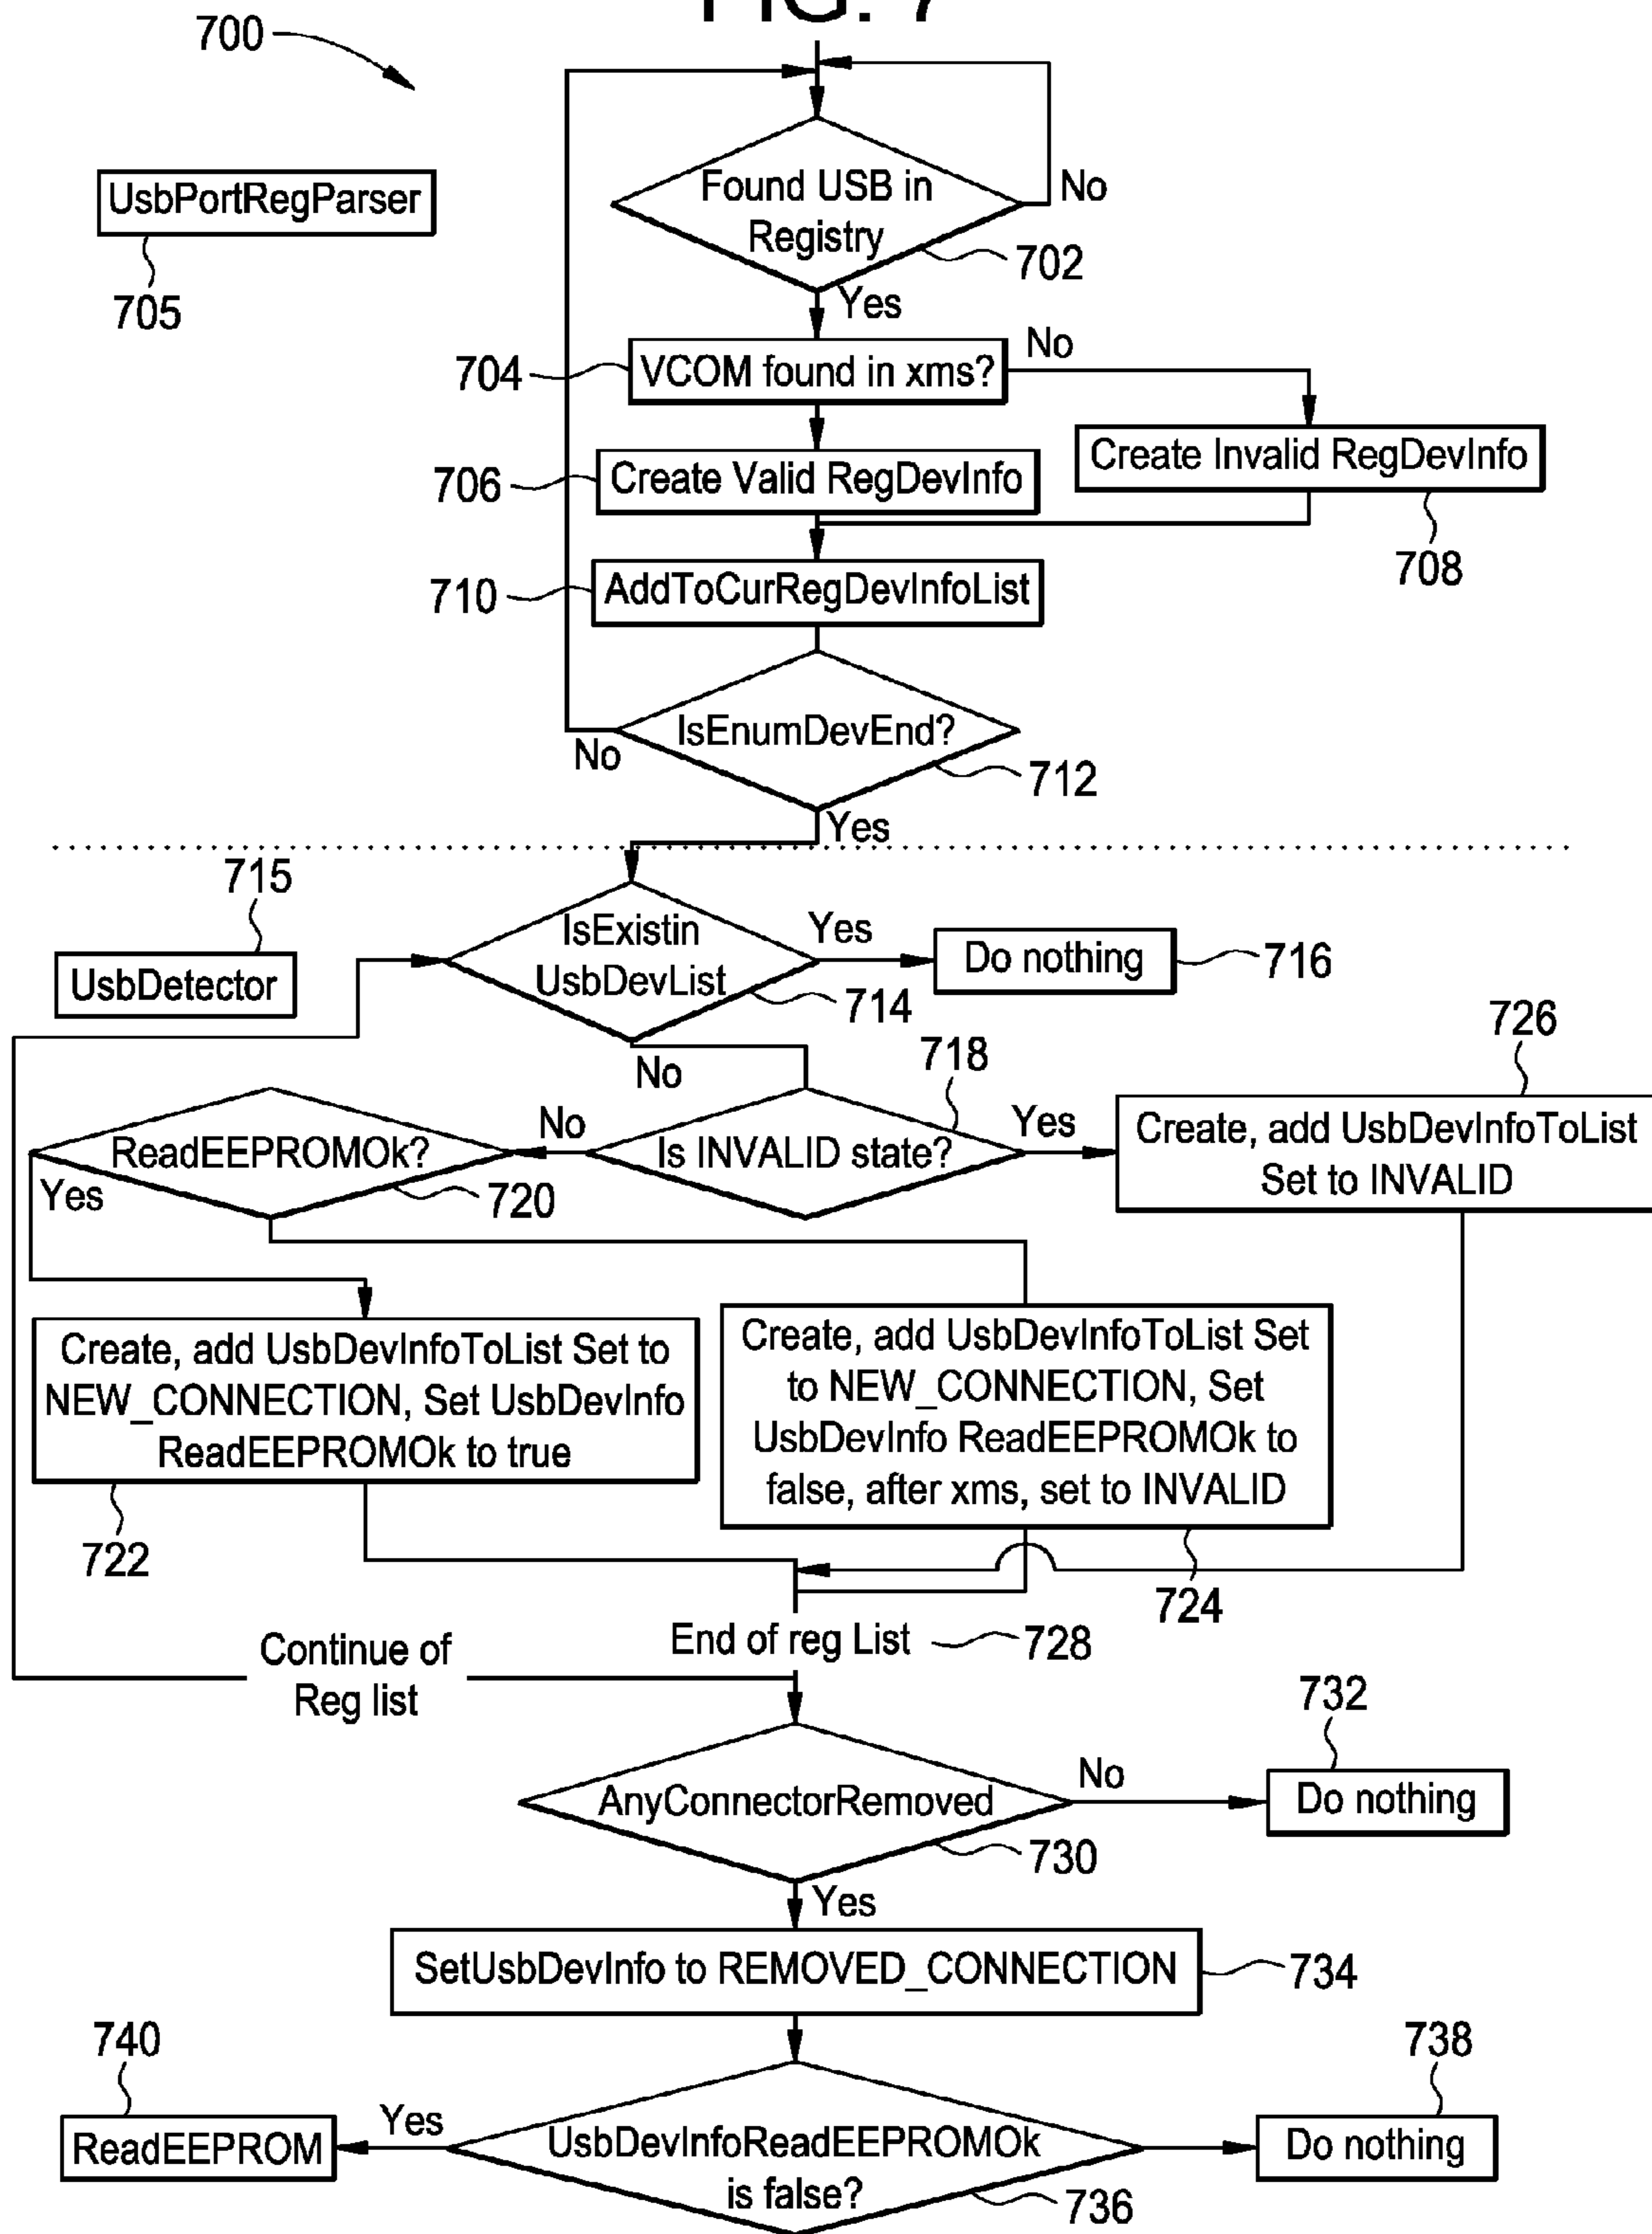 FIG. 7
700
UsbPortRegParser
705
Found USB in
Registry
No
702
Yes
704
VCOM found in xms?
No
706
Create Valid RegDevInfo
Create Invalid RegDevInfo
708
710
AddToCurRegDevInfoList
IsEnumDevEnd?
No
712
Yes
715
UsbDetector
IsExistin
UsbDevList
Yes
714
Do nothing
716
No
718
726
ReadEEPROMOk?
No
Is INVALID state?
Yes
Create, add UsbDevInfoToList
Set to INVALID
Yes
720
Create, add UsbDevInfoToList Set to
NEW_CONNECTION, Set UsbDevInfo
ReadEEPROMOk to true
722
Create, add UsbDevInfoToList Set
to NEW_CONNECTION, Set
UsbDevInfo ReadEEPROMOk to
false, after xms, set to INVALID
724
End of reg List
728
Continue of
Reg list
732
AnyConnectorRemoved
No
Do nothing
730
Yes
SetUsbDevInfo to REMOVED_CONNECTION
734
740
738
ReadEEPROM
Yes
UsbDevInfoReadEEPROMOk
is false?
Do nothing
736